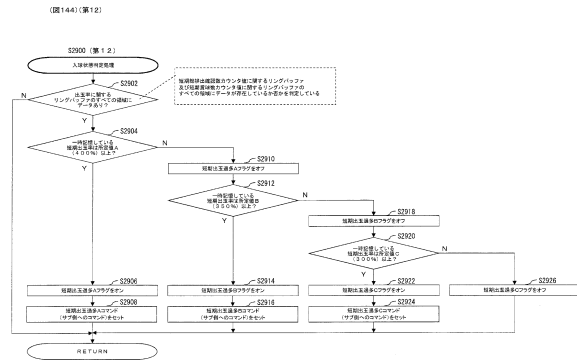 (図144)(第12)
S2900 (第12)
入球状態判定処理
S2902
出玉率に関する
リングバッファのすべての領域に
データあり?
短期総排出確認数カウンタ値に関するリングバッファ
及び短期賞球数カウンタ値に関するリングバッファの
すべての領域にデータが存在しているか否かを判定している
N
Y
S2904
一時記憶している
短期出玉率は所定値A
(400%)以上?
N
Y
S2910
短期出玉過多Aフラグをオフ
S2912
一時記憶している
短期出玉率は所定値B
(350%)以上?
N
Y
S2918
短期出玉過多Bフラグをオフ
S2920
一時記憶している
短期出玉率は所定値C
(300%)以上?
N
Y
S2906
短期出玉過多Aフラグをオン
S2914
短期出玉過多Bフラグをオン
S2922
短期出玉過多Cフラグをオン
S2926
短期出玉過多Cフラグをオフ
S2908
短期出玉過多Aコマンド
(サブ側へのコマンド)をセット
S2916
短期出玉過多Bコマンド
(サブ側へのコマンド)をセット
S2924
短期出玉過多Cコマンド
(サブ側へのコマンド)をセット
RETURN